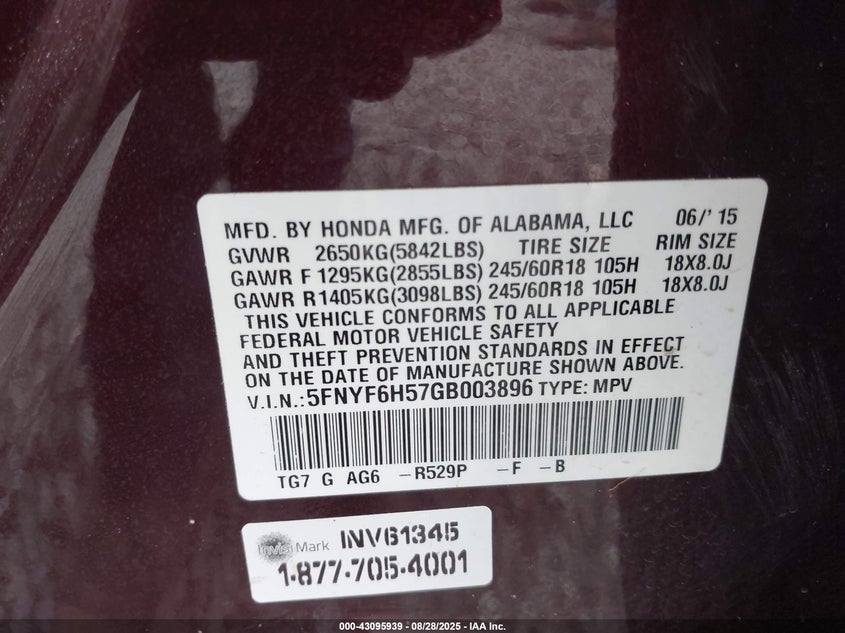 MFD. BY HONDA MFG. OF ALABAMA, LLC 06/' 15
GVWR 2650KG(5842LBS) TIRE SIZE RIM SIZE
GAWR F 1295KG(2855LBS) 245/60R18 105H 18X8.0J
GAWR R1405KG(3098LBS) 245/60R18 105H 18X8.0J
THIS VEHICLE CONFORMS TO ALL APPLICABLE
FEDERAL MOTOR VEHICLE SAFETY
AND THEFT PREVENTION STANDARDS IN EFFECT
ON THE DATE OF MANUFACTURE SHOWN ABOVE.
V.I.N.:5FNYF6H57GB003896 TYPE: MPV
TG7 G AG6 -R529P -F -B
InvisiMark INV61345
1-877-705-4001
000-43095939 - 08/28/2025 - IAA Inc.